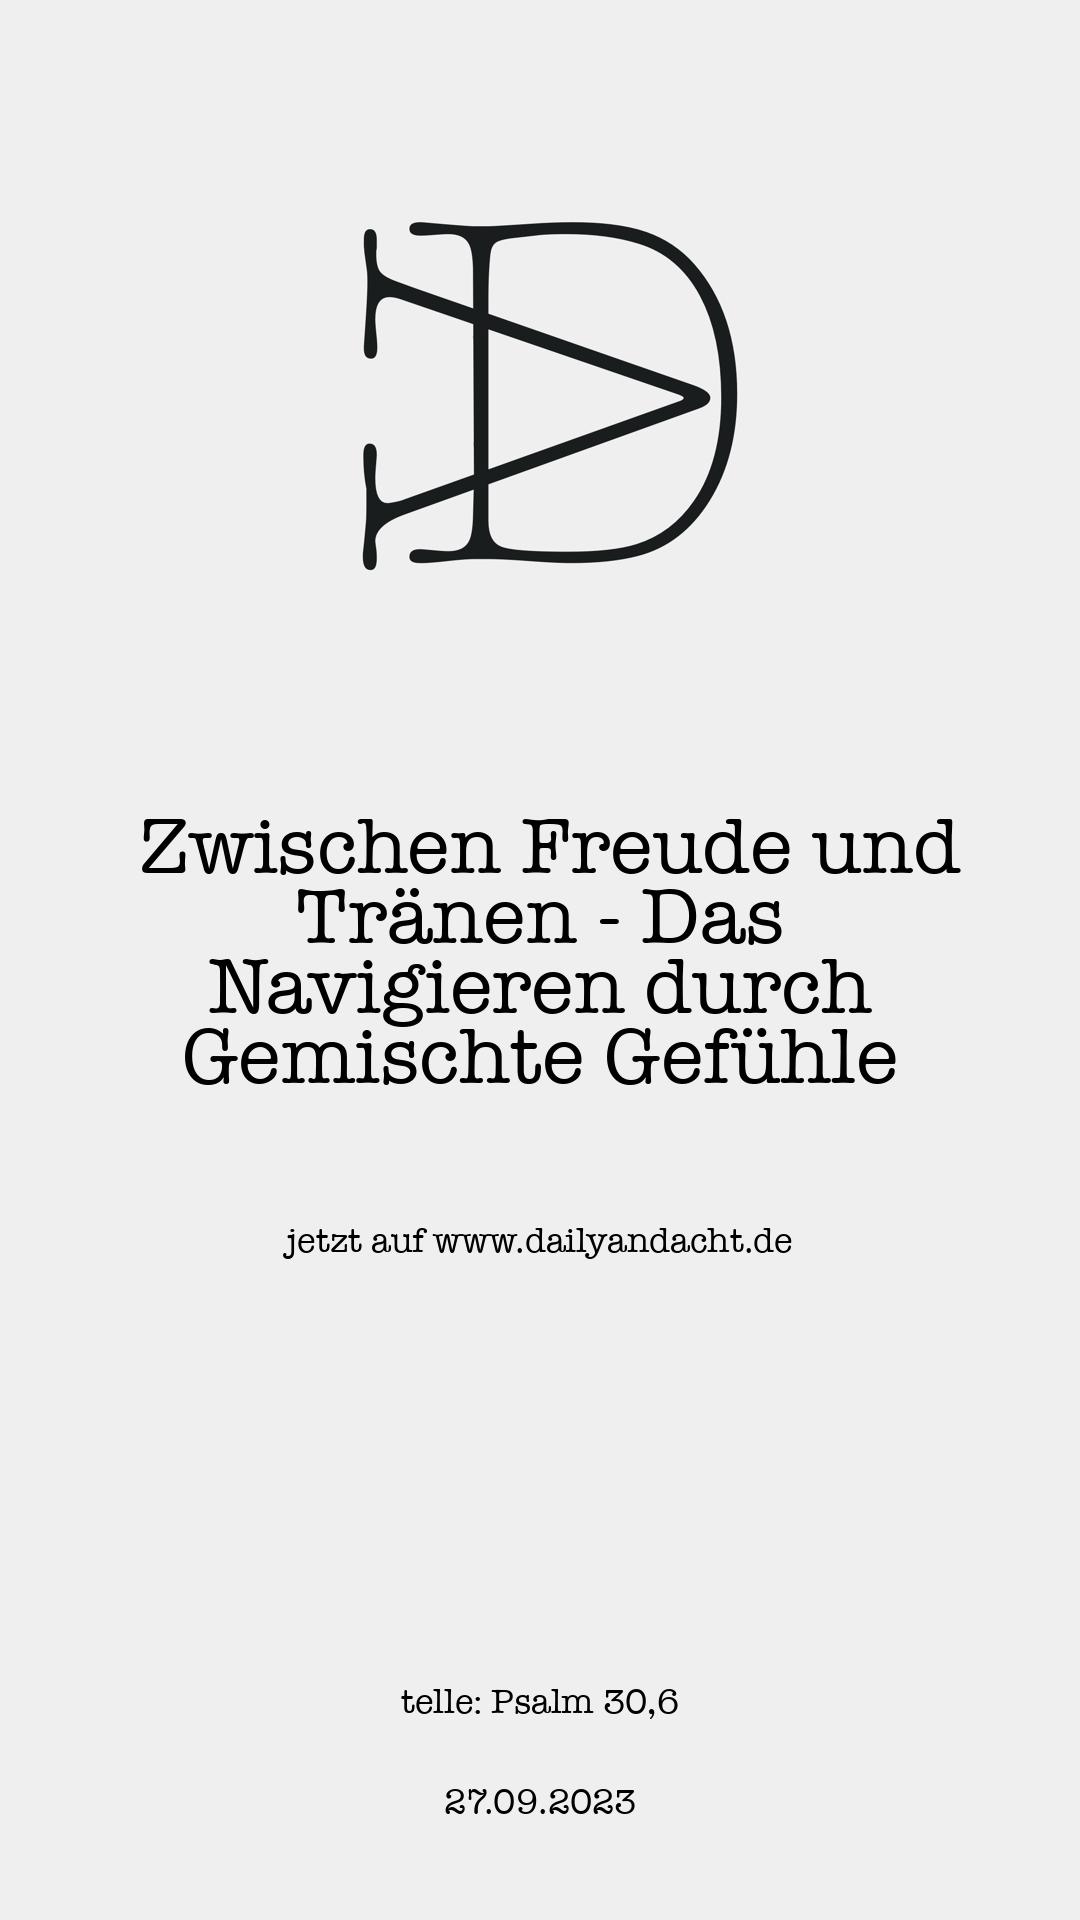 Zwischen Freude und
Tränen - Das
Navigieren durch
Gemischte Gefühle
jetzt auf www.dailyandacht.de
telle: Psalm 30,6
27.09.2023